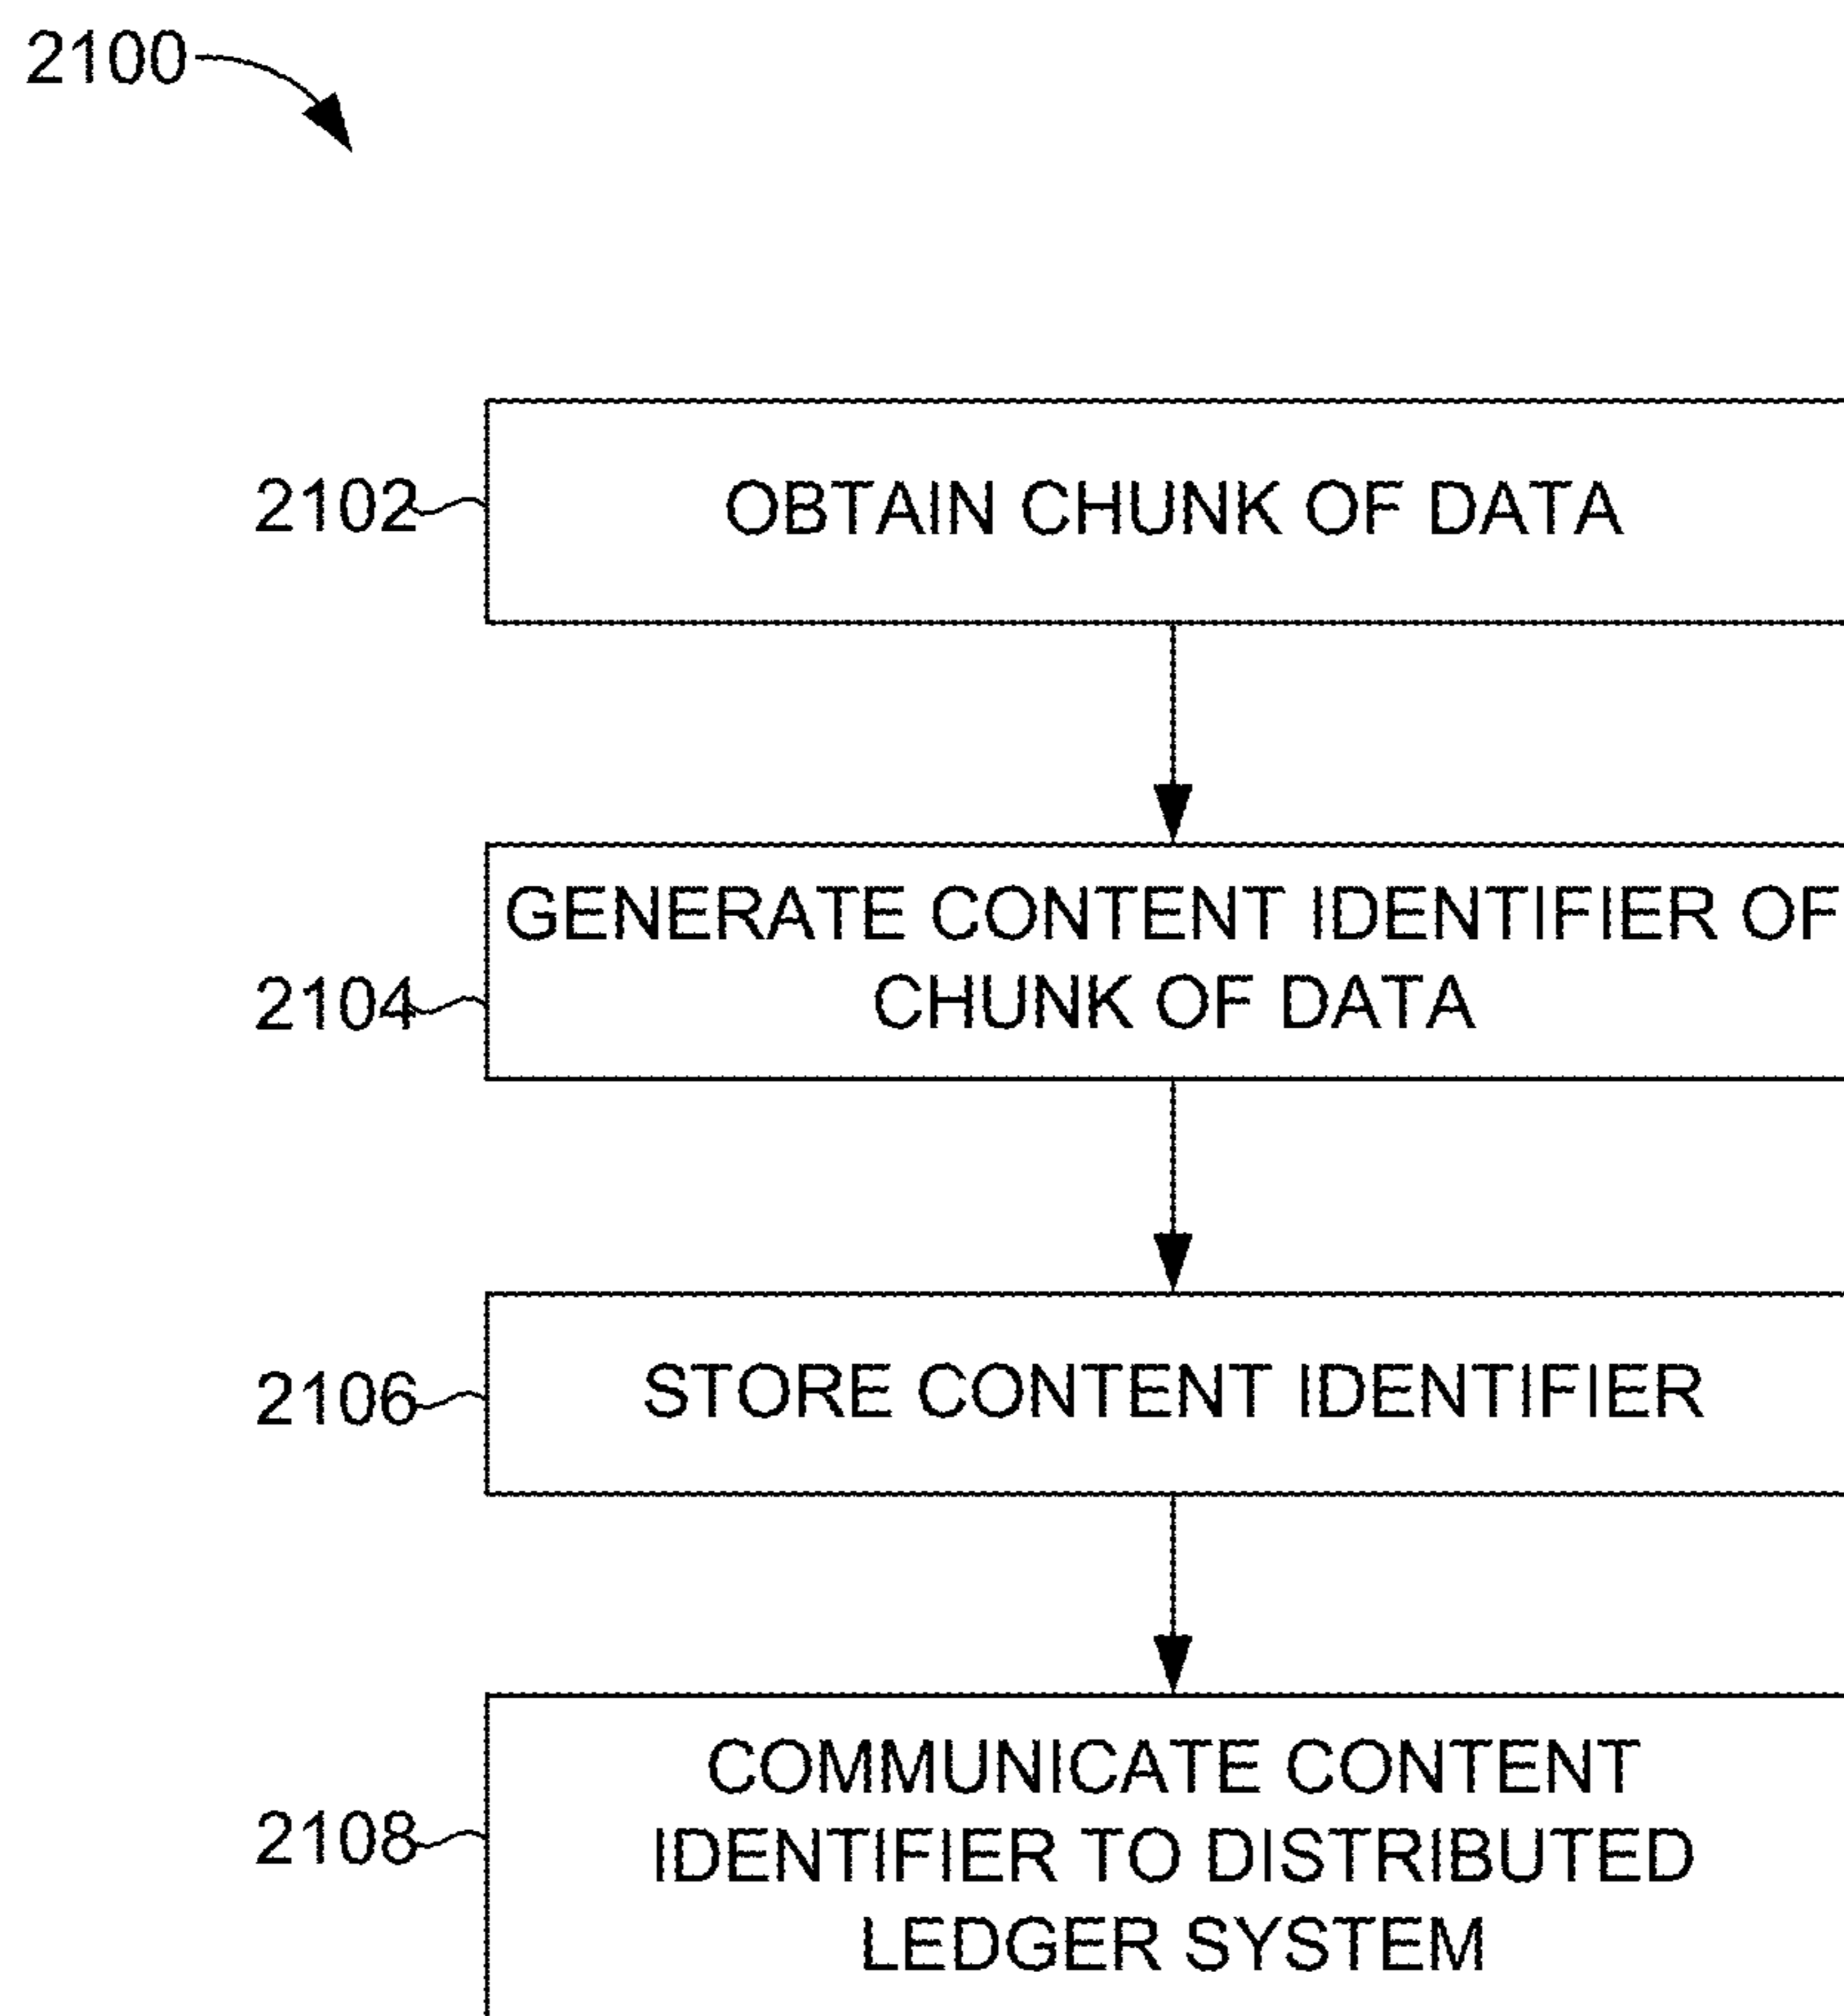 2100
2102
OBTAIN CHUNK OF DATA
GENERATE CONTENT IDENTIFIER OF
2104
CHUNK OF DATA
2106
STORE CONTENT IDENTIFIER
COMMUNICATE CONTENT
2108
IDENTIFIER TO DISTRIBUTED
LEDGER SYSTEM